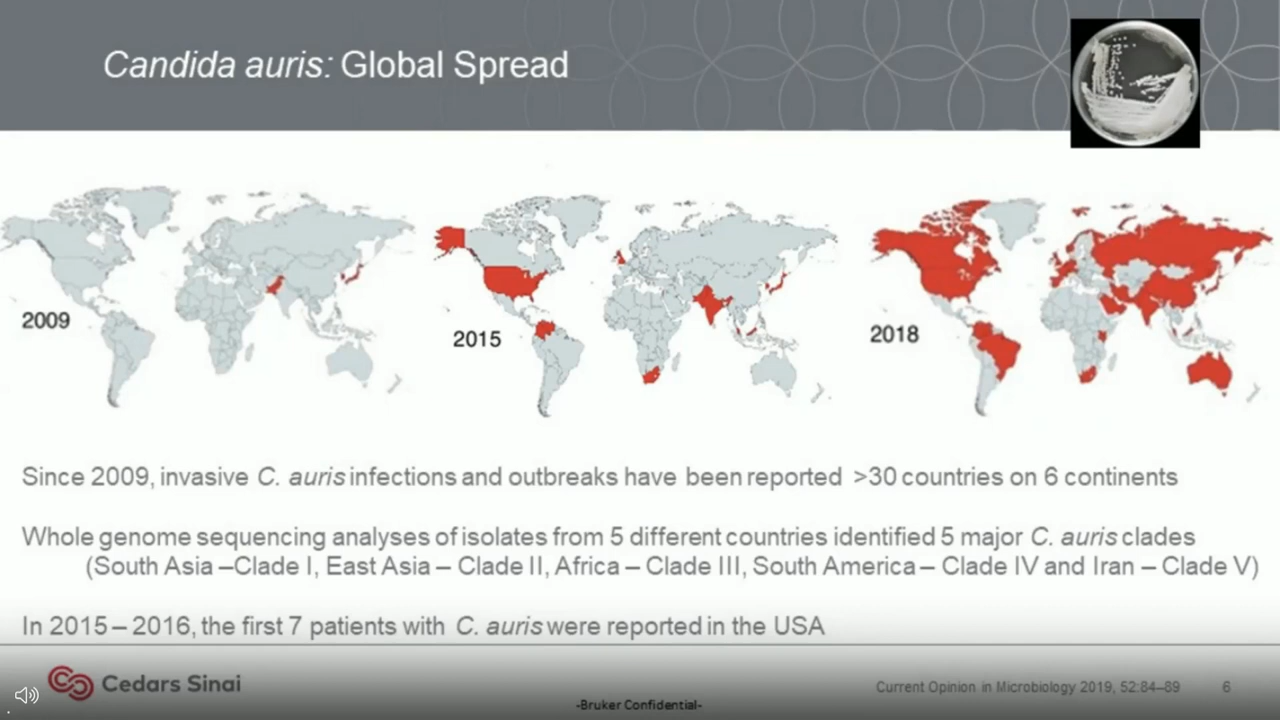 Candida auris: Global Spread
2009
2015
2018
Since 2009, invasive C. auris infections and outbreaks have been reported >30 countries on 6 continents
Whole genome sequencing analyses of isolates from 5 different countries identified 5 major C. auris clades
(South Asia –Clade I, East Asia – Clade II, Africa – Clade III, South America – Clade IV and Iran – Clade V)
In 2015 – 2016, the first 7 patients with C. auris were reported in the USA
Cedars Sinai
Current Opinion in Microbiology 2019, 52:84–89
6
-Bruker Confidential-